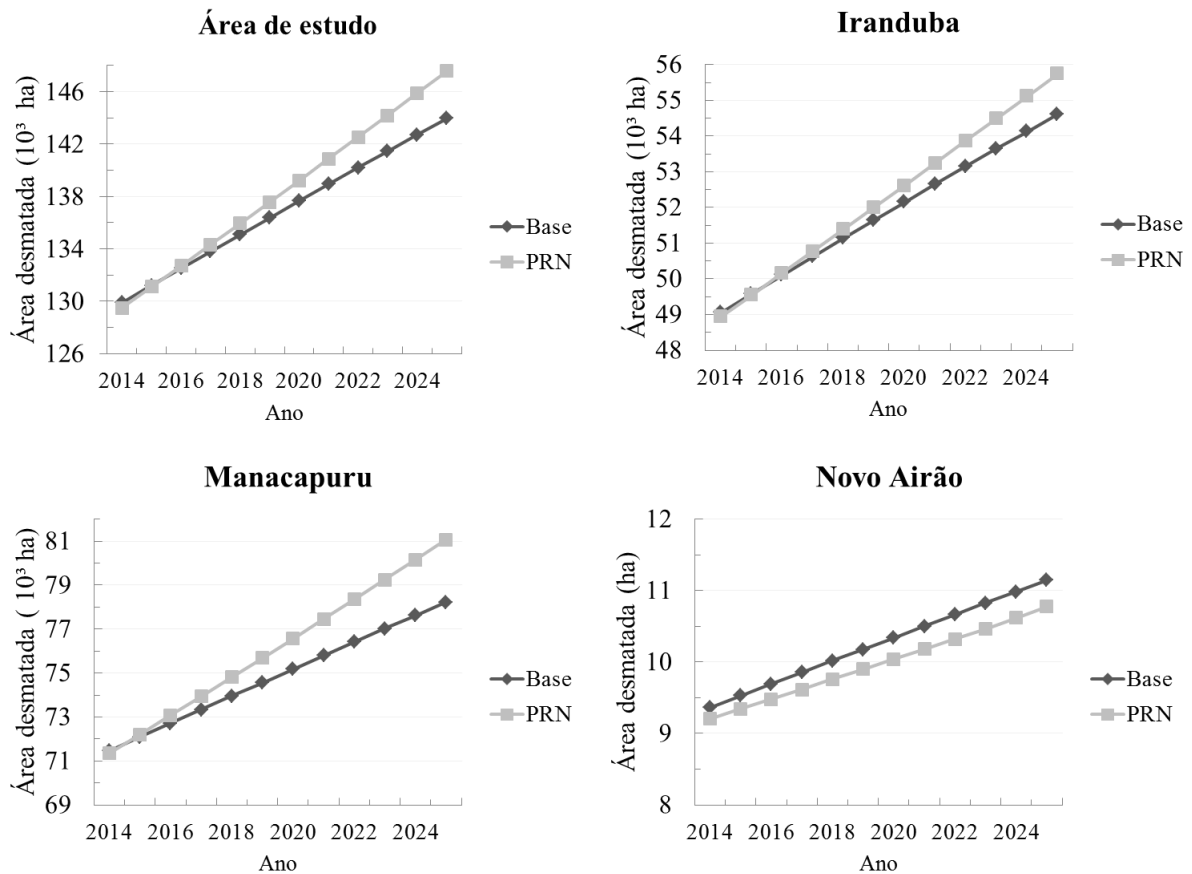 Área de estudo
Área desmatada (10³ ha)
146
142
138
134
130
126
2014 2016 2018 2020 2022 2024
Ano
Base
PRN
Iranduba
Área desmatada (10³ ha)
56
55
54
53
52
51
50
49
48
2014 2016 2018 2020 2022 2024
Ano
Base
PRN
Manacapuru
Área desmatada ( 10³ ha)
81
79
77
75
73
71
69
2014 2016 2018 2020 2022 2024
Ano
Base
PRN
Novo Airão
Área desmatada (ha)
12
11
10
9
8
2014 2016 2018 2020 2022 2024
Ano
Base
PRN